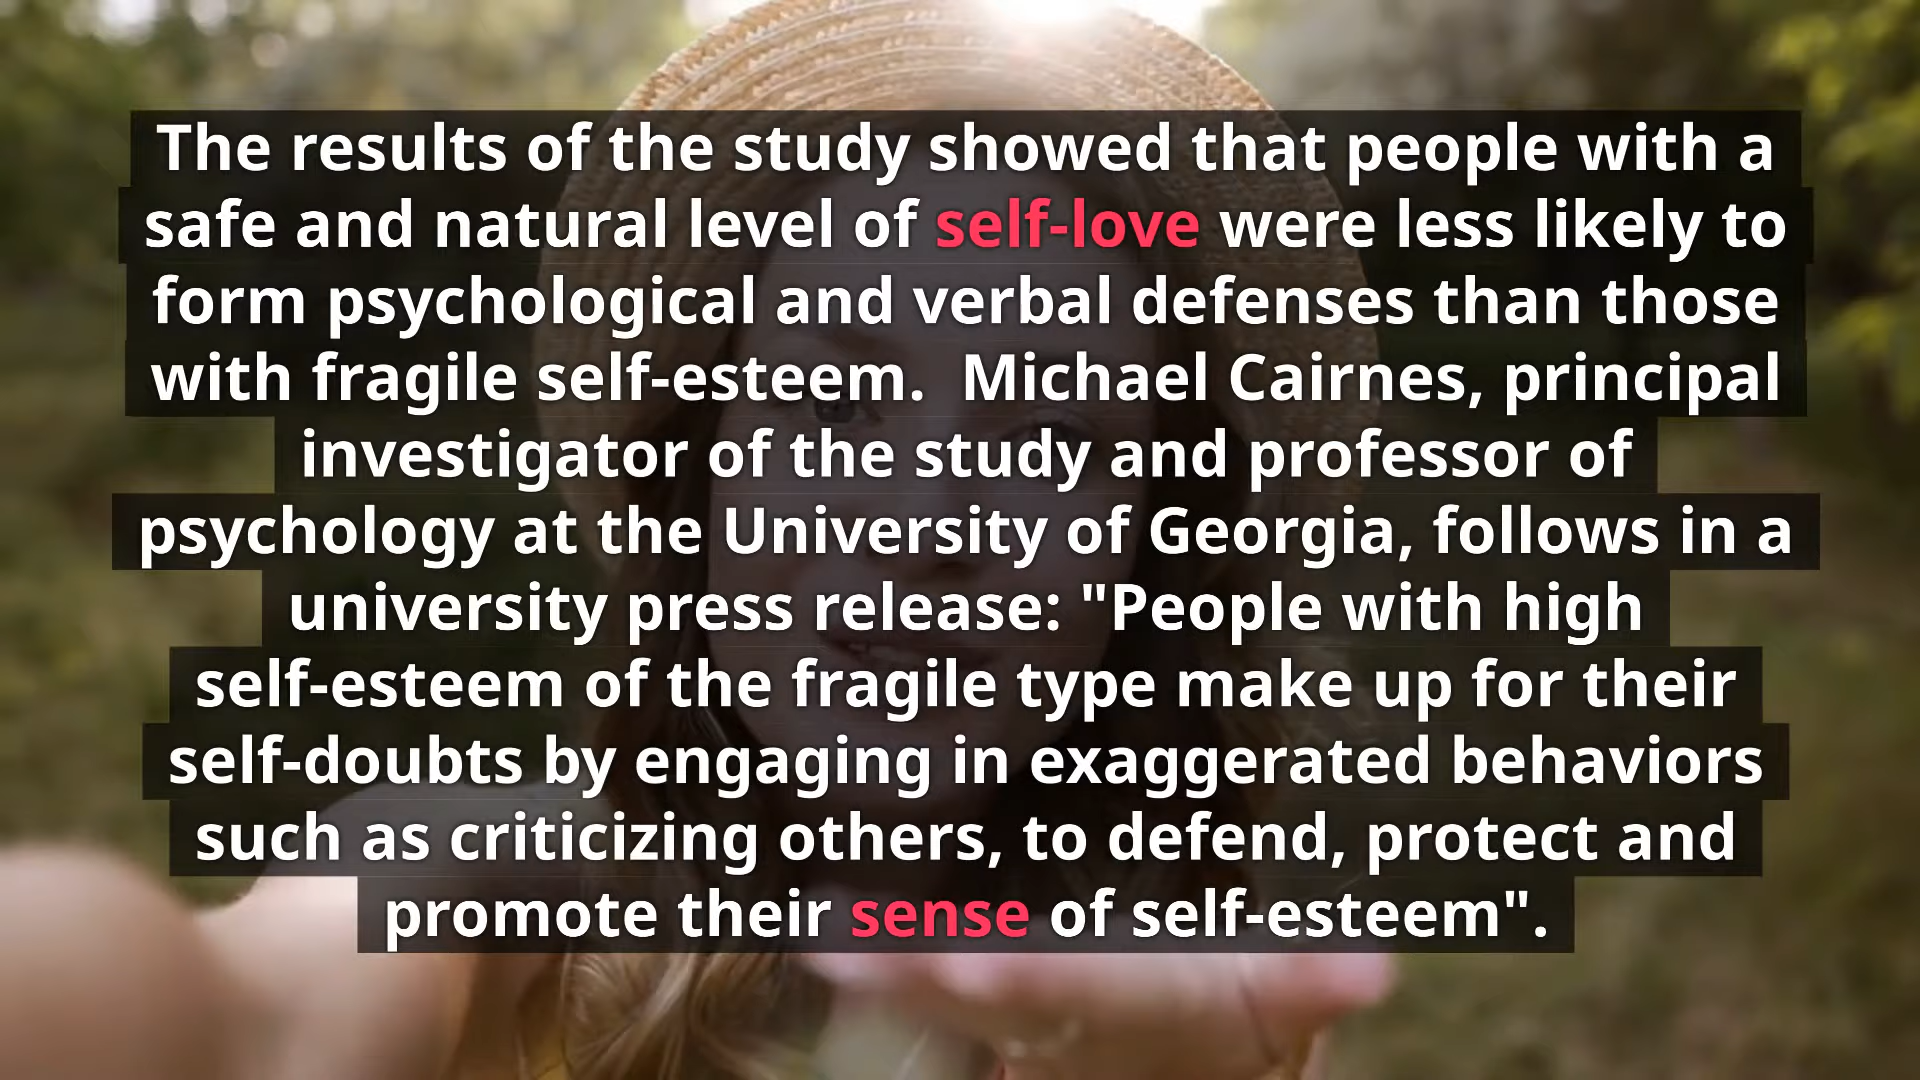 The results of the study showed that people with a
safe and natural level of self-love were less likely to
form psychological and verbal defenses than those
with fragile self-esteem.  Michael Cairnes, principal
investigator of the study and professor of
psychology at the University of Georgia, follows in a
university press release: "People with high
self-esteem of the fragile type make up for their
self-doubts by engaging in exaggerated behaviors
such as criticizing others, to defend, protect and
promote their sense of self-esteem".